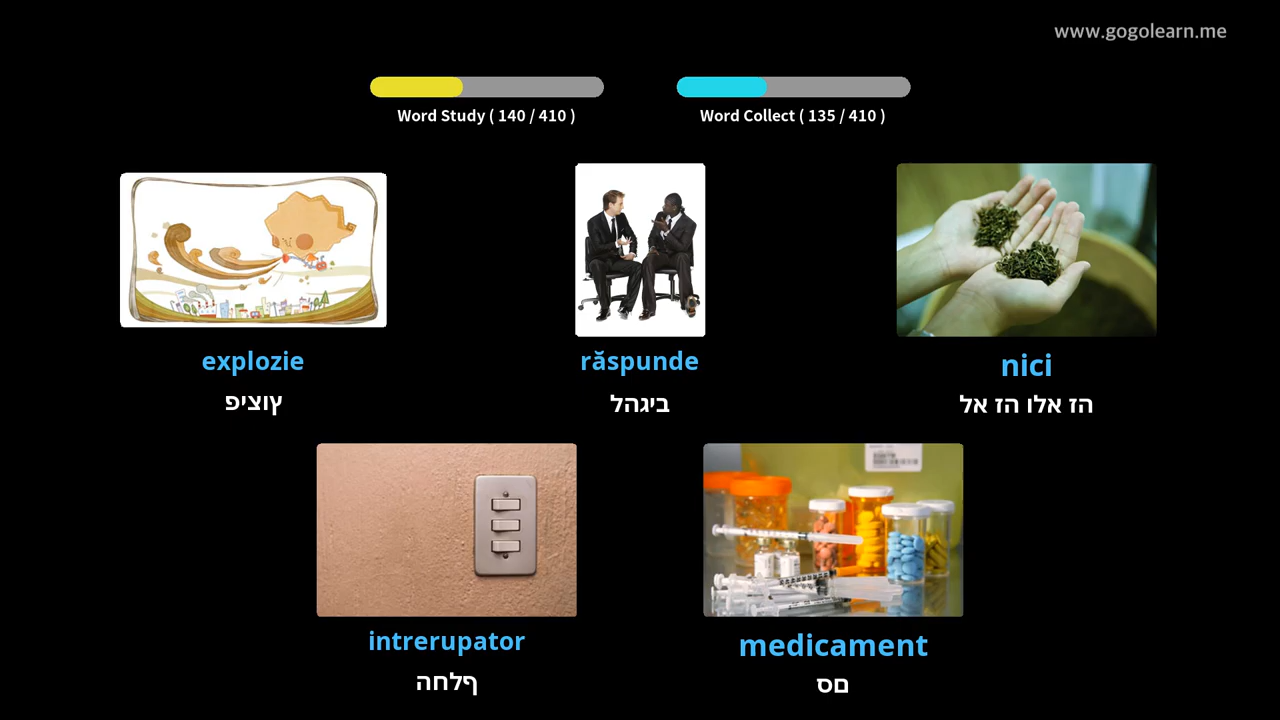 www.gogolearn.me
Word Study ( 140 / 410 )
Word Collect ( 135 / 410 )
explozie
פיצוץ
răspunde
להגיב
nici
לא זה ולא זה
intrerupator
החלף
medicament
סם